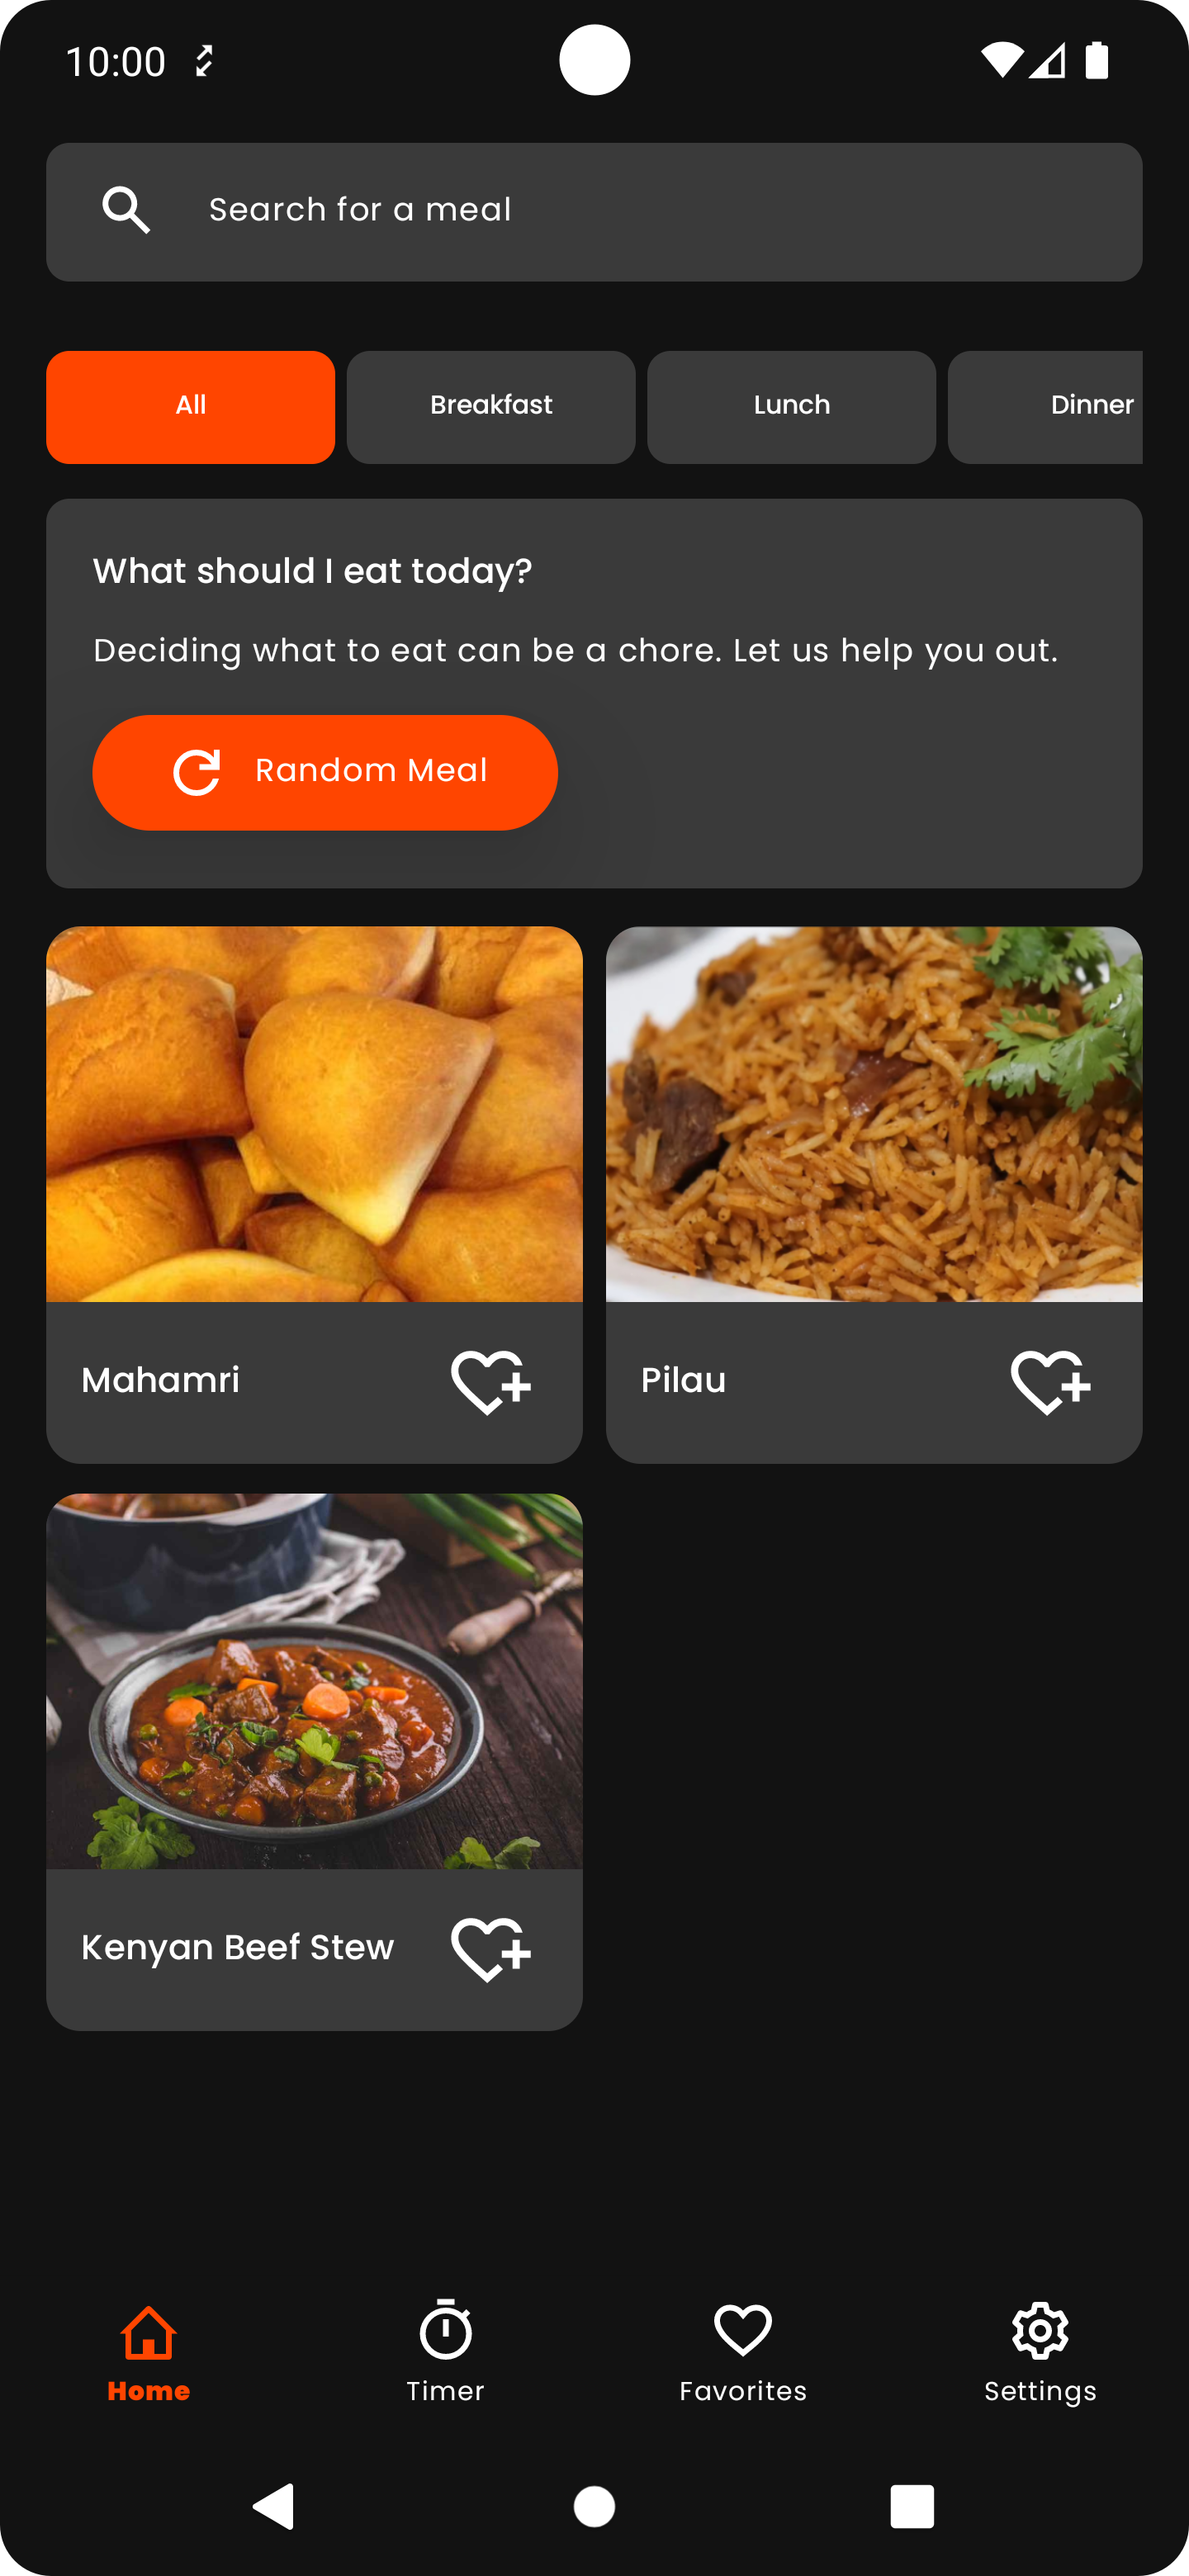 10:00
Search for a meal
All
Breakfast
Lunch
Dinner
What should I eat today?
Deciding what to eat can be a chore. Let us help you out.
Random Meal
Mahamri
Pilau
Kenyan Beef Stew
Home
Timer
Favorites
Settings